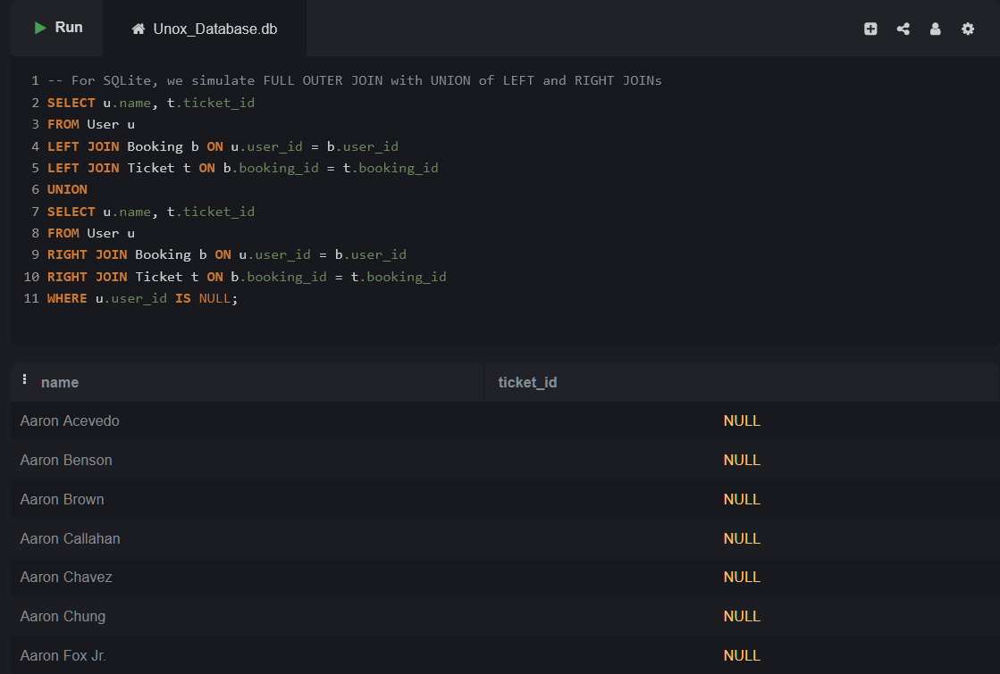 Run
Unox_Database.db
1 -- For SQLite, we simulate FULL OUTER JOIN with UNION of LEFT and RIGHT JOINs
2 SELECT u.name, t.ticket_id
3 FROM User u
4 LEFT JOIN Booking b ON u.user_id = b.user_id
5 LEFT JOIN Ticket t ON b.booking_id = t.booking_id
6 UNION
7 SELECT u.name, t.ticket_id
8 FROM User u
9 RIGHT JOIN Booking b ON u.user_id = b.user_id
10 RIGHT JOIN Ticket t ON b.booking_id = t.booking_id
11 WHERE u.user_id IS NULL;
name ticket_id
Aaron Acevedo NULL
Aaron Benson NULL
Aaron Brown NULL
Aaron Callahan NULL
Aaron Chavez NULL
Aaron Chung NULL
Aaron Fox Jr. NULL